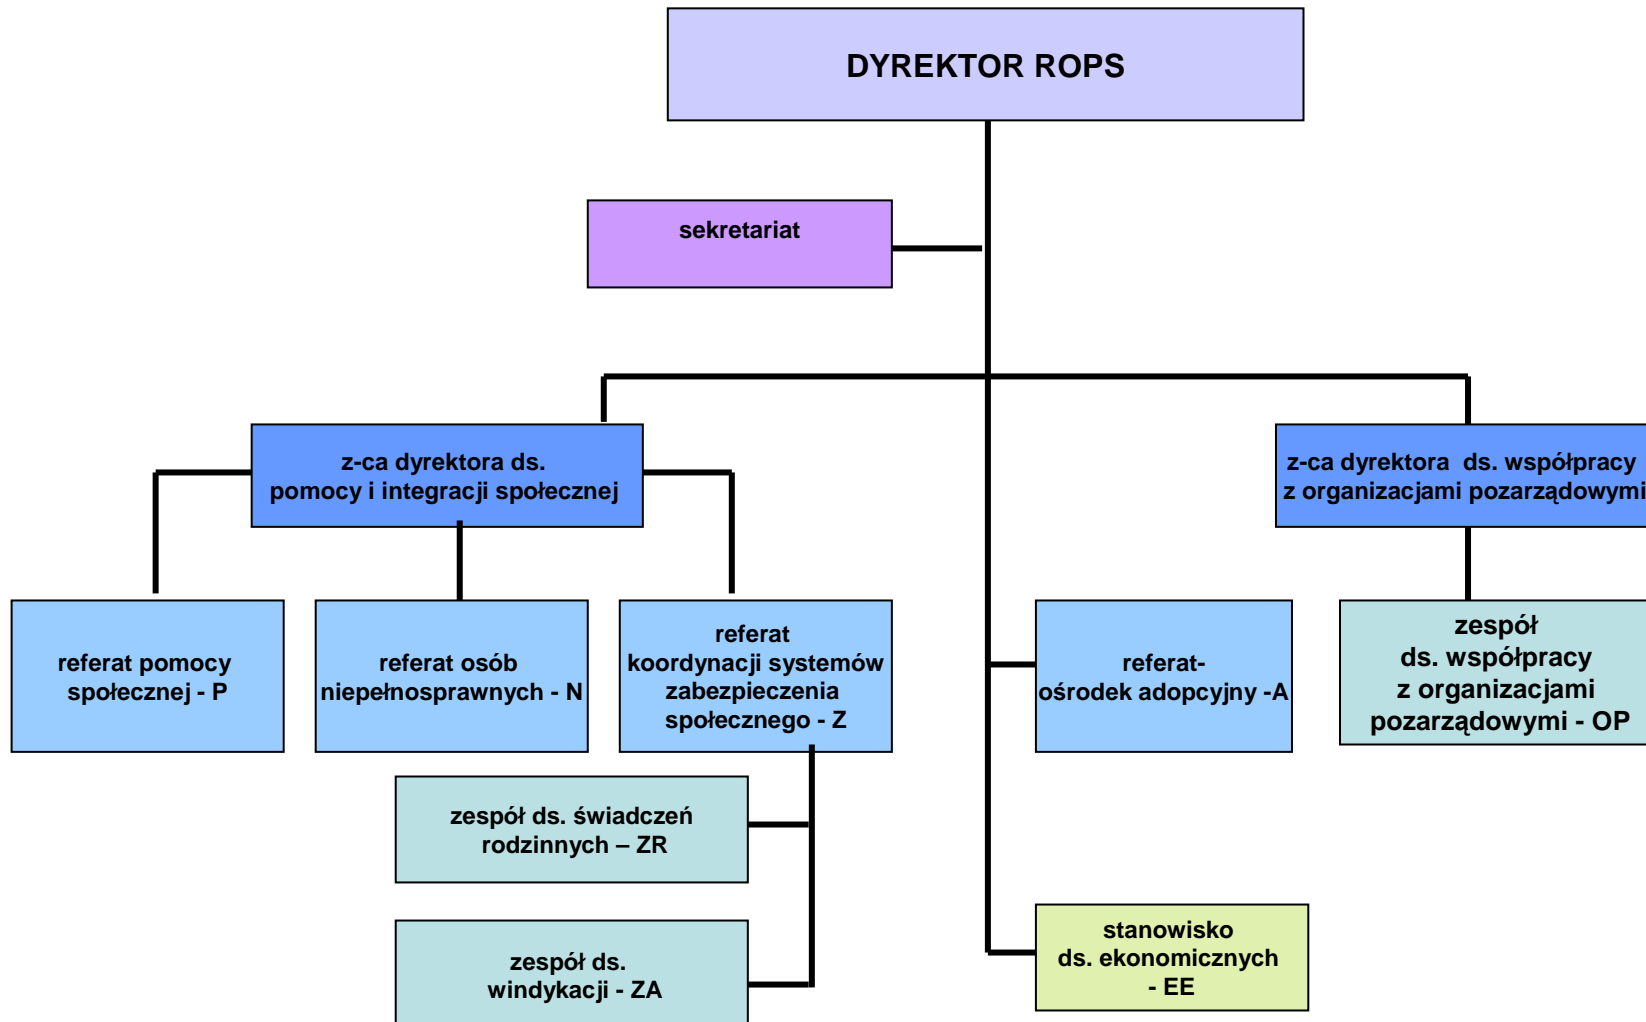 DYREKTOR ROPS
sekretariat
z-ca dyrektora ds.
pomocy i integracji społecznej
z-ca dyrektora ds. współpracy
z organizacjami pozarządowymi
referat pomocy
społecznej - P
referat osób
niepełnosprawnych - N
referat
koordynacji systemów
zabezpieczenia
społecznego - Z
referat-
ośrodek adopcyjny -A
zespół
ds. współpracy
z organizacjami
pozarządowymi - OP
zespół ds. świadczeń
rodzinnych – ZR
zespół ds.
windykacji - ZA
stanowisko
ds. ekonomicznych
- EE